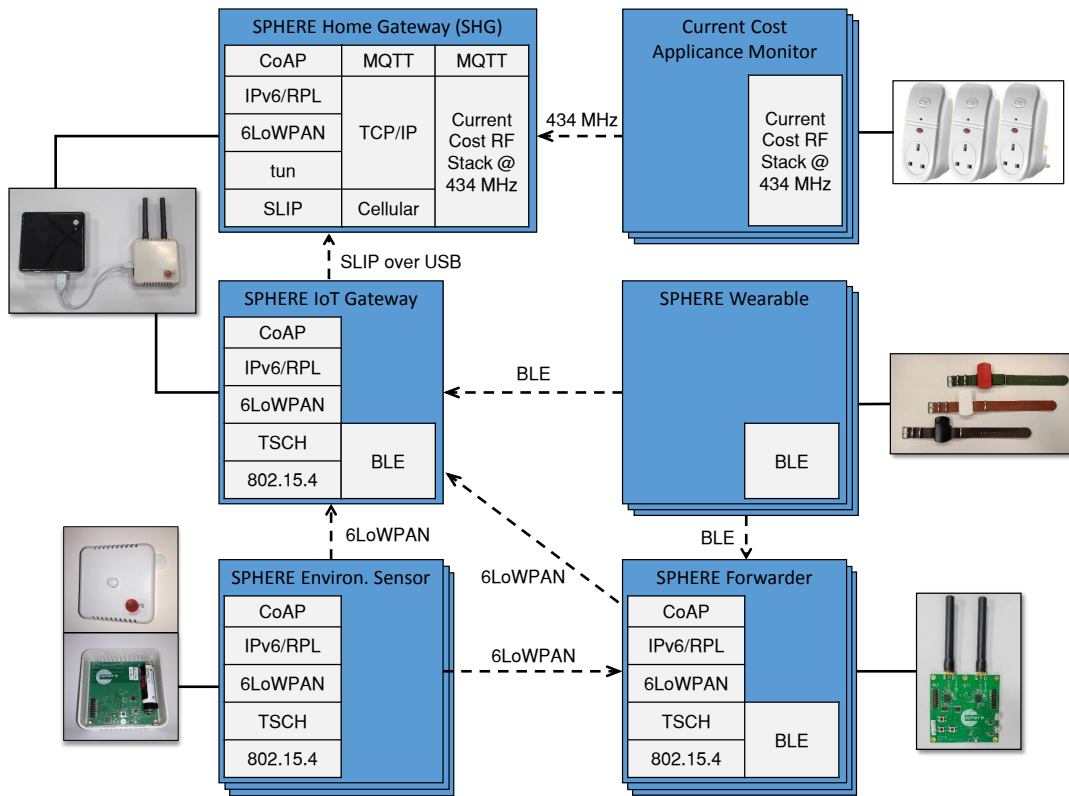 SPHERE Home Gateway (SHG)
CoAP
MQTT
MQTT
IPv6/RPL
6LoWPAN
tun
SLIP
TCP/IP
Cellular
Current
Cost RF
Stack @
434 MHz
434 MHz
Current Cost
Applicance Monitor
Current
Cost RF
Stack @
434 MHz
SLIP over USB
SPHERE IoT Gateway
CoAP
IPv6/RPL
6LoWPAN
TSCH
802.15.4
BLE
BLE
SPHERE Wearable
BLE
6LoWPAN
BLE
6LoWPAN
SPHERE Environ. Sensor
CoAP
IPv6/RPL
6LoWPAN
TSCH
802.15.4
6LoWPAN
SPHERE Forwarder
CoAP
IPv6/RPL
6LoWPAN
TSCH
802.15.4
BLE
sphere